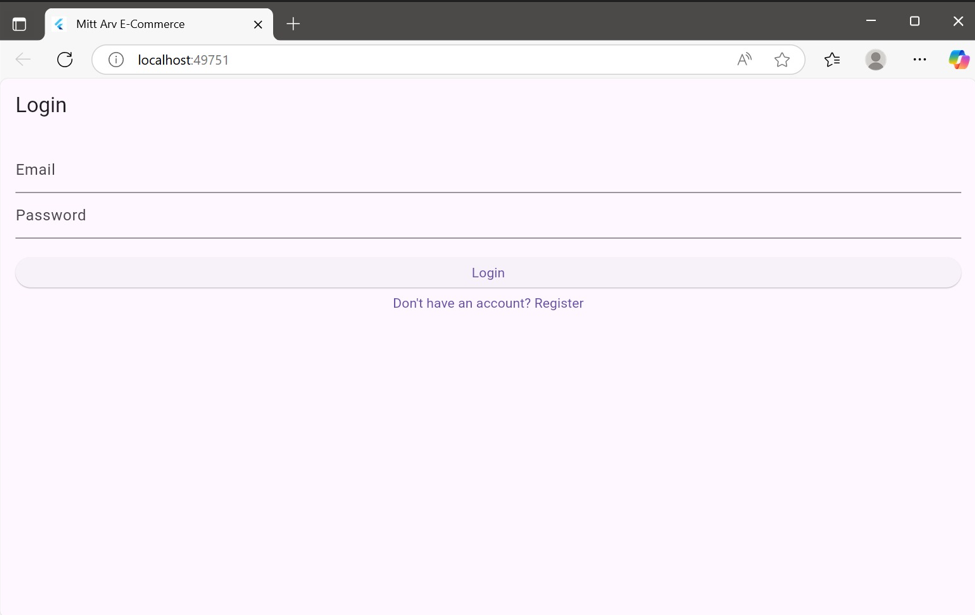 Mitt Arv E-Commerce
localhost:49751
Login
Email
Password
Login
Don't have an account? Register